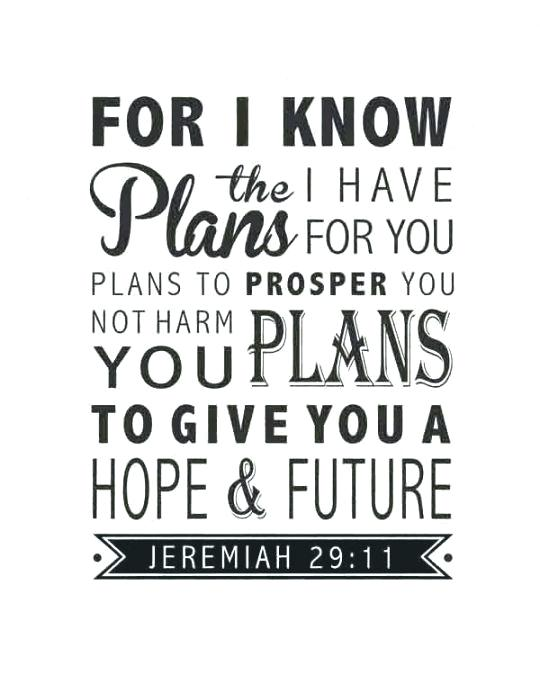 FOR I KNOW
the I HAVE
Plans FOR YOU
PLANS TO PROSPER YOU
NOT HARM
YOU PLANS
TO GIVE YOU A
HOPE & FUTURE
JEREMIAH 29:11